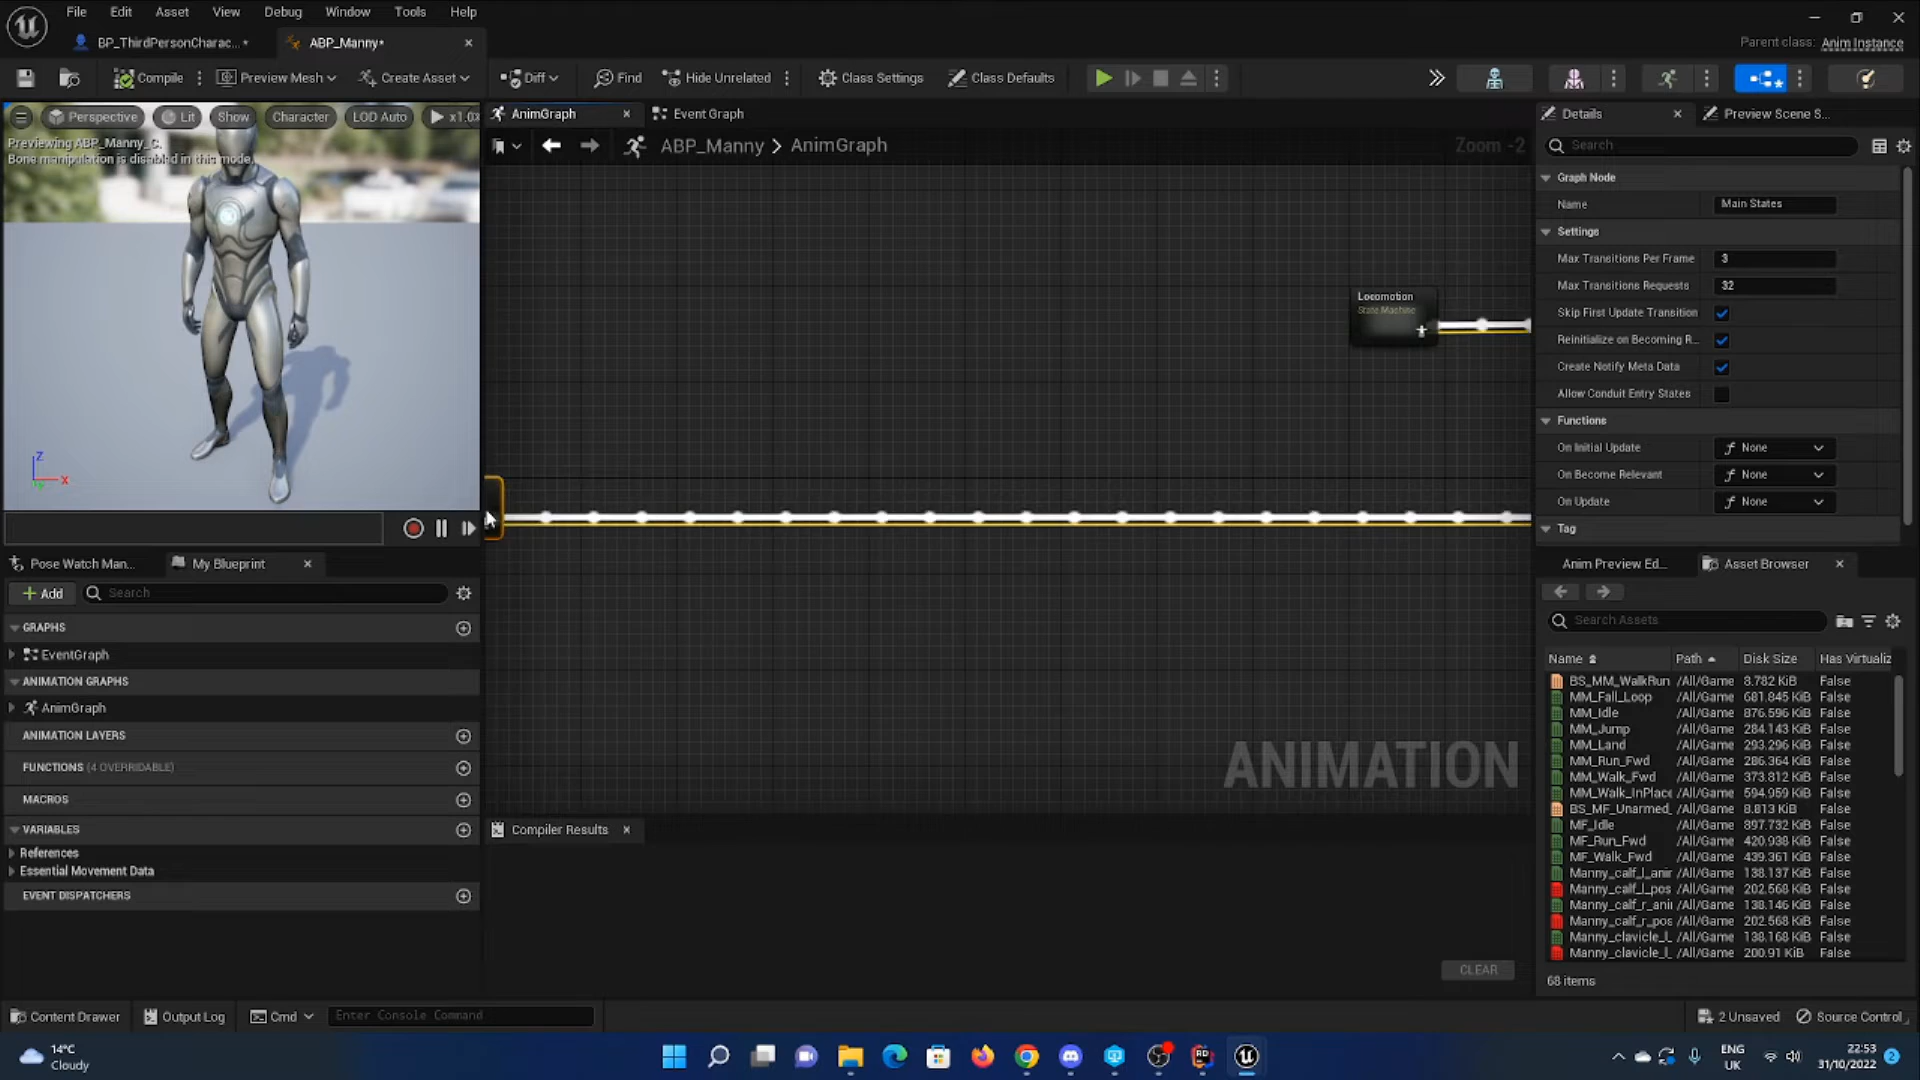 File Edit Asset View Debug Window Tools Help
BP_ThirdPersonCharac...*
ABP_Manny*
Parent class: Anim Instance
Compile
Preview Mesh
Create Asset
Diff
Find
Hide Unrelated
Class Settings
Class Defaults
Perspective Lit Show Character LOD Auto x1.0
Previewing ABP_Manny_C.
Bone manipulation is disabled in this mode.
Z
X
AnimGraph
Event Graph
ABP_Manny > AnimGraph
Zoom -2
Locomotion
State Machine
ANIMATION
Pose Watch Man...
My Blueprint
+ Add
Search
GRAPHS
EventGraph
ANIMATION GRAPHS
AnimGraph
ANIMATION LAYERS
FUNCTIONS (4 OVERRIDABLE)
MACROS
VARIABLES
References
Essential Movement Data
EVENT DISPATCHERS
Compiler Results
CLEAR
Details
Preview Scene S...
Search
Graph Node
Name Main States
Settings
Max Transitions Per Frame 3
Max Transitions Requests 32
Skip First Update Transition
Reinitialize on Becoming R...
Create Notify Meta Data
Allow Conduit Entry States
Functions
On Initial Update None
On Become Relevant None
On Update None
Tag
Anim Preview Ed...
Asset Browser
Search Assets
Name Path Disk Size Has Virtualiz
BS_MM_WalkRun /All/Game 8.782 KiB False
MM_Fall_Loop /All/Game 681.845 KiB False
MM_Idle /All/Game 876.596 KiB False
MM_Jump /All/Game 284.143 KiB False
MM_Land /All/Game 293.296 KiB False
MM_Run_Fwd /All/Game 286.364 KiB False
MM_Walk_Fwd /All/Game 373.812 KiB False
MM_Walk_InPlace /All/Game 594.959 KiB False
BS_MF_Unarmed_ /All/Game 8.813 KiB False
MF_Idle /All/Game 897.732 KiB False
MF_Run_Fwd /All/Game 420.938 KiB False
MF_Walk_Fwd /All/Game 439.361 KiB False
Manny_calf_l_anin /All/Game 138.137 KiB False
Manny_calf_l_pos /All/Game 202.568 KiB False
Manny_calf_r_anin /All/Game 138.146 KiB False
Manny_calf_r_pos /All/Game 202.568 KiB False
Manny_clavicle_l_ /All/Game 138.168 KiB False
Manny_clavicle_l_ /All/Game 200.91 KiB False
68 items
Content Drawer
Output Log
Cmd
Enter Console Command
2 Unsaved
Source Control
14°C
Cloudy
ENG
UK
22:53
31/10/2022
2